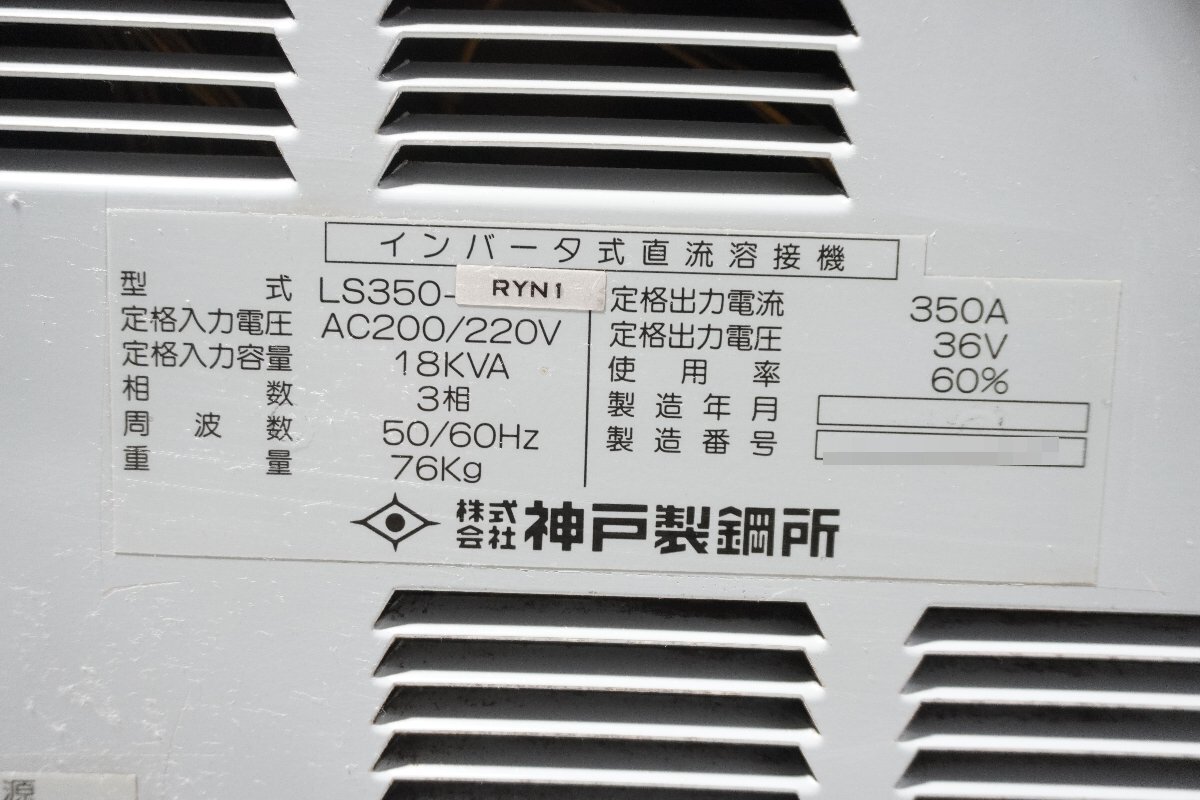 インバータ式直流溶接機
型式 LS350-RYN1
定格入力電圧 AC200/220V
定格入力容量 18KVA
相数 3相
周波数 50/60Hz
重量 76Kg
定格出力電流 350A
定格出力電圧 36V
使用率 60%
製造年月
製造番号
株式会社 神戸製鋼所
源